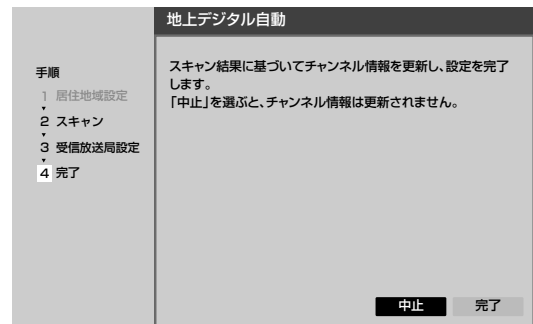 地上デジタル自動
手順
1 居住地域設定
2 スキャン
3 受信放送局設定
4 完了
スキャン結果に基づいてチャンネル情報を更新し、設定を完了
します。
「中止」を選ぶと、チャンネル情報は更新されません。
中止 完了